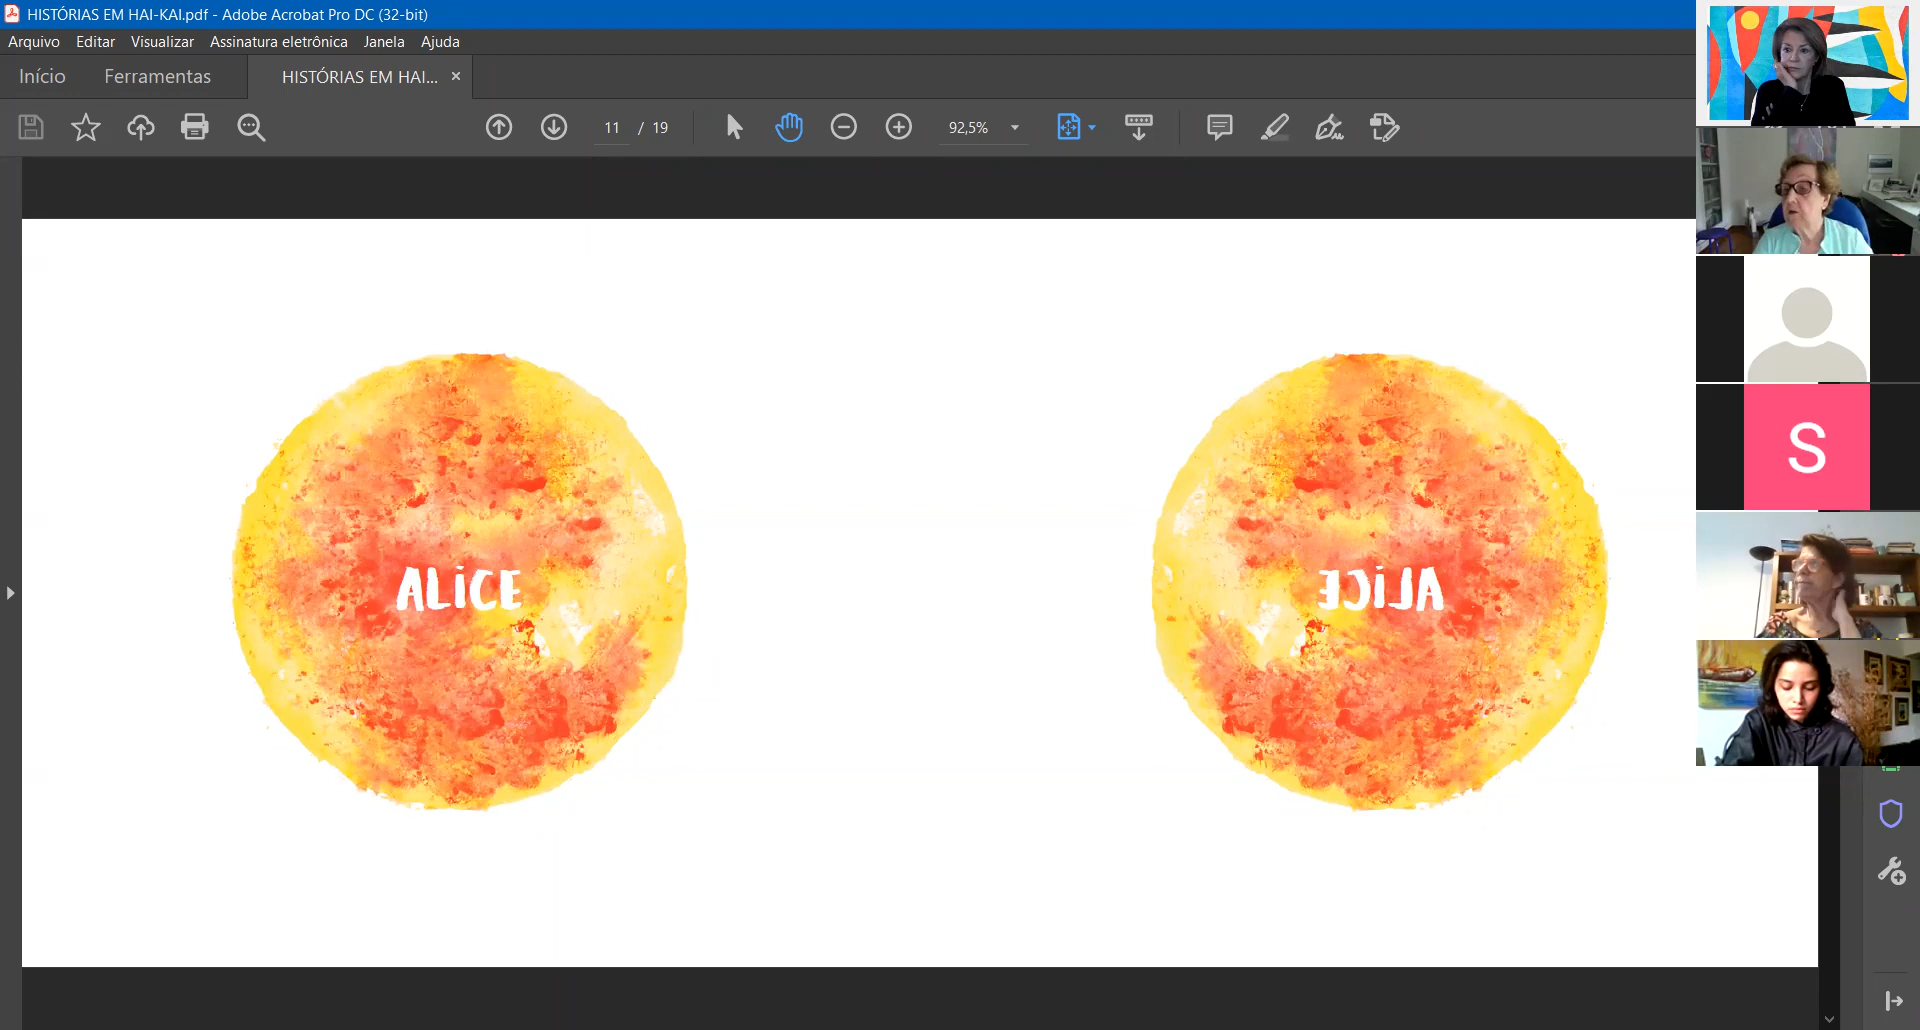 HISTÓRIAS EM HAI-KAI.pdf - Adobe Acrobat Pro DC (32-bit)
Arquivo Editar Visualizar Assinatura eletrônica Janela Ajuda
Início Ferramentas HISTÓRIAS EM HAI... ×
11 / 19 92,5%
ALiCE ALiCE
S